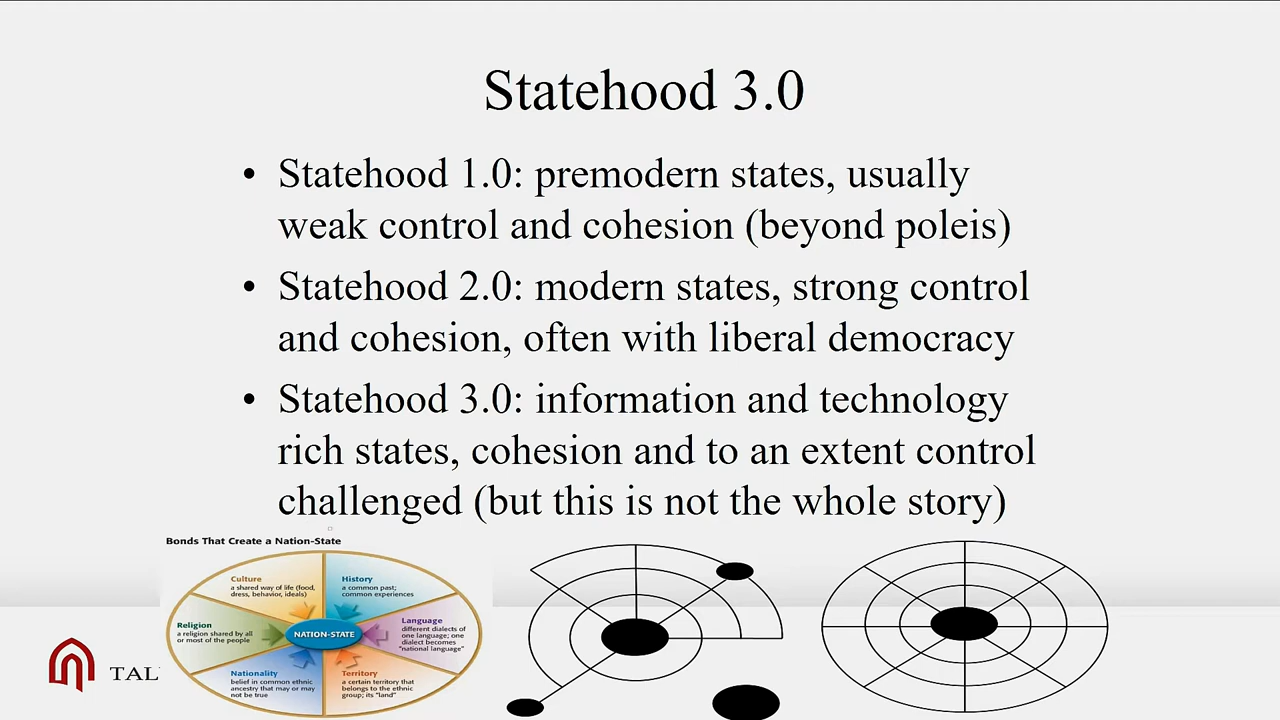 Statehood 3.0
• Statehood 1.0: premodern states, usually
weak control and cohesion (beyond poleis)
• Statehood 2.0: modern states, strong control
and cohesion, often with liberal democracy
• Statehood 3.0: information and technology
rich states, cohesion and to an extent control
challenged (but this is not the whole story)
Bonds That Create a Nation-State
Culture
a shared way of life (food,
dress, behavior, ideals)
History
a common past;
common experiences
Religion
a religion shared by all
or most of the people
NATION-STATE
Language
different dialects of
one language; one
dialect becomes
"national language"
Nationality
belief in common ethnic
ancestry that may or may
not be true
Territory
a certain territory that
belongs to the ethnic
group; its "land"
TAL